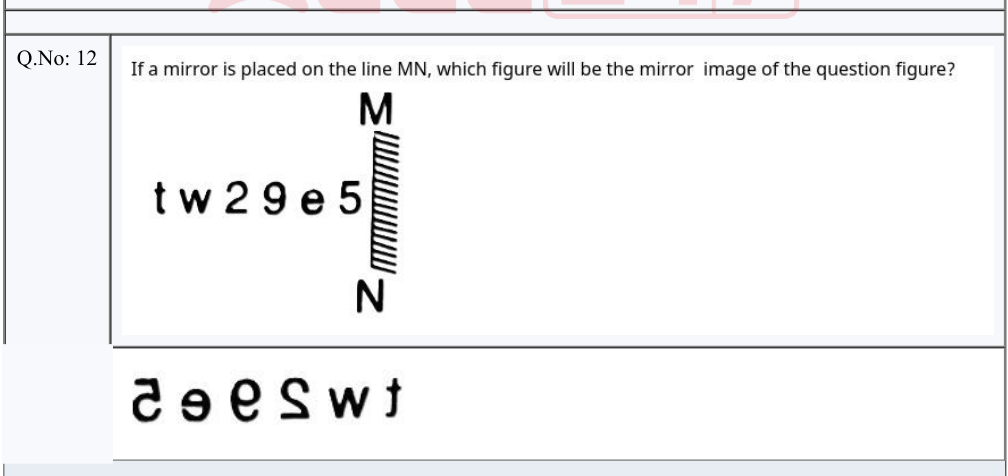 Q.No: 12
If a mirror is placed on the line MN, which figure will be the mirror image of the question figure?
M
t w 2 9 e 5
N